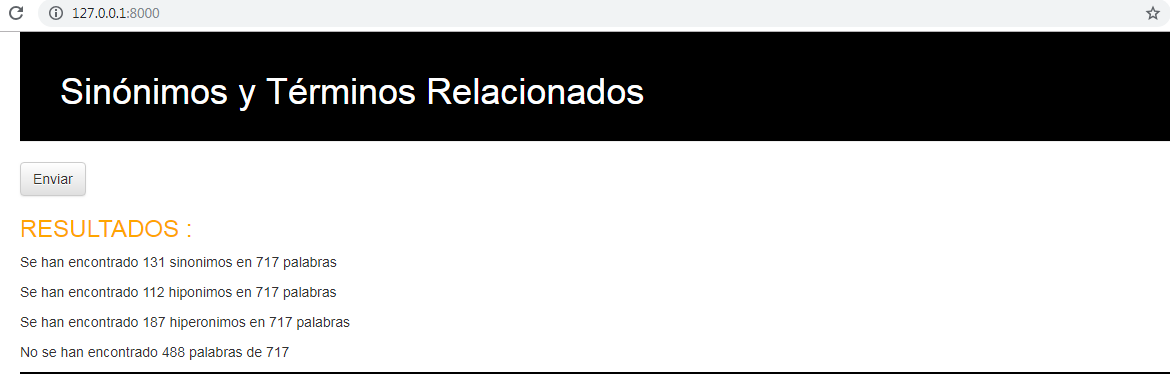 127.0.0.1:8000
Sinónimos y Términos Relacionados
Enviar
RESULTADOS :
Se han encontrado 131 sinonimos en 717 palabras
Se han encontrado 112 hiponimos en 717 palabras
Se han encontrado 187 hiperonimos en 717 palabras
No se han encontrado 488 palabras de 717